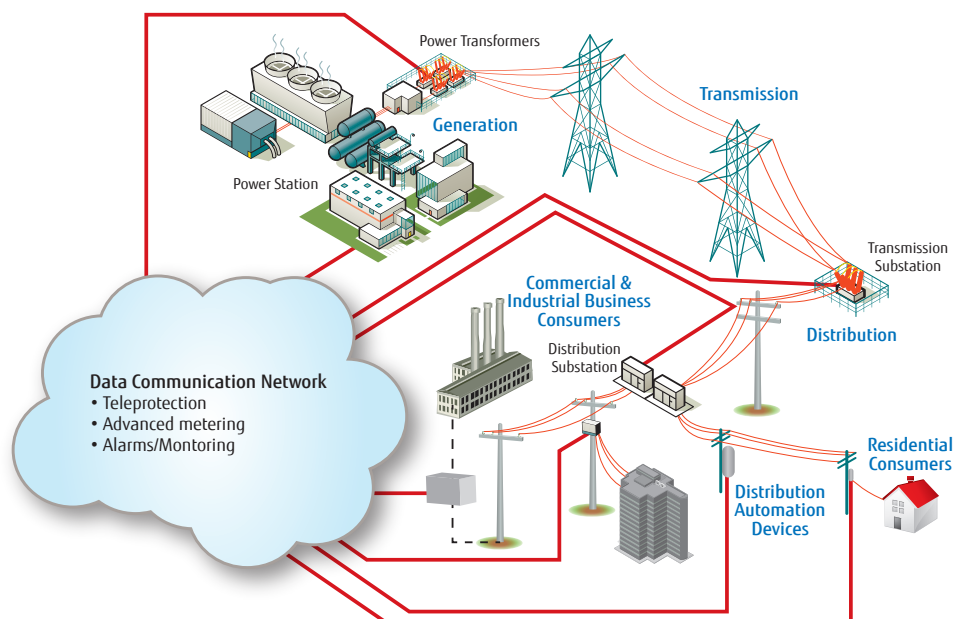 Power Transformers
Transmission
Generation
Power Station
Transmission
Substation
Commercial &
Industrial Business
Consumers
Distribution
Distribution
Substation
Data Communication Network
• Teleprotection
• Advanced metering
• Alarms/Montoring
Residential
Consumers
Distribution
Automation
Devices